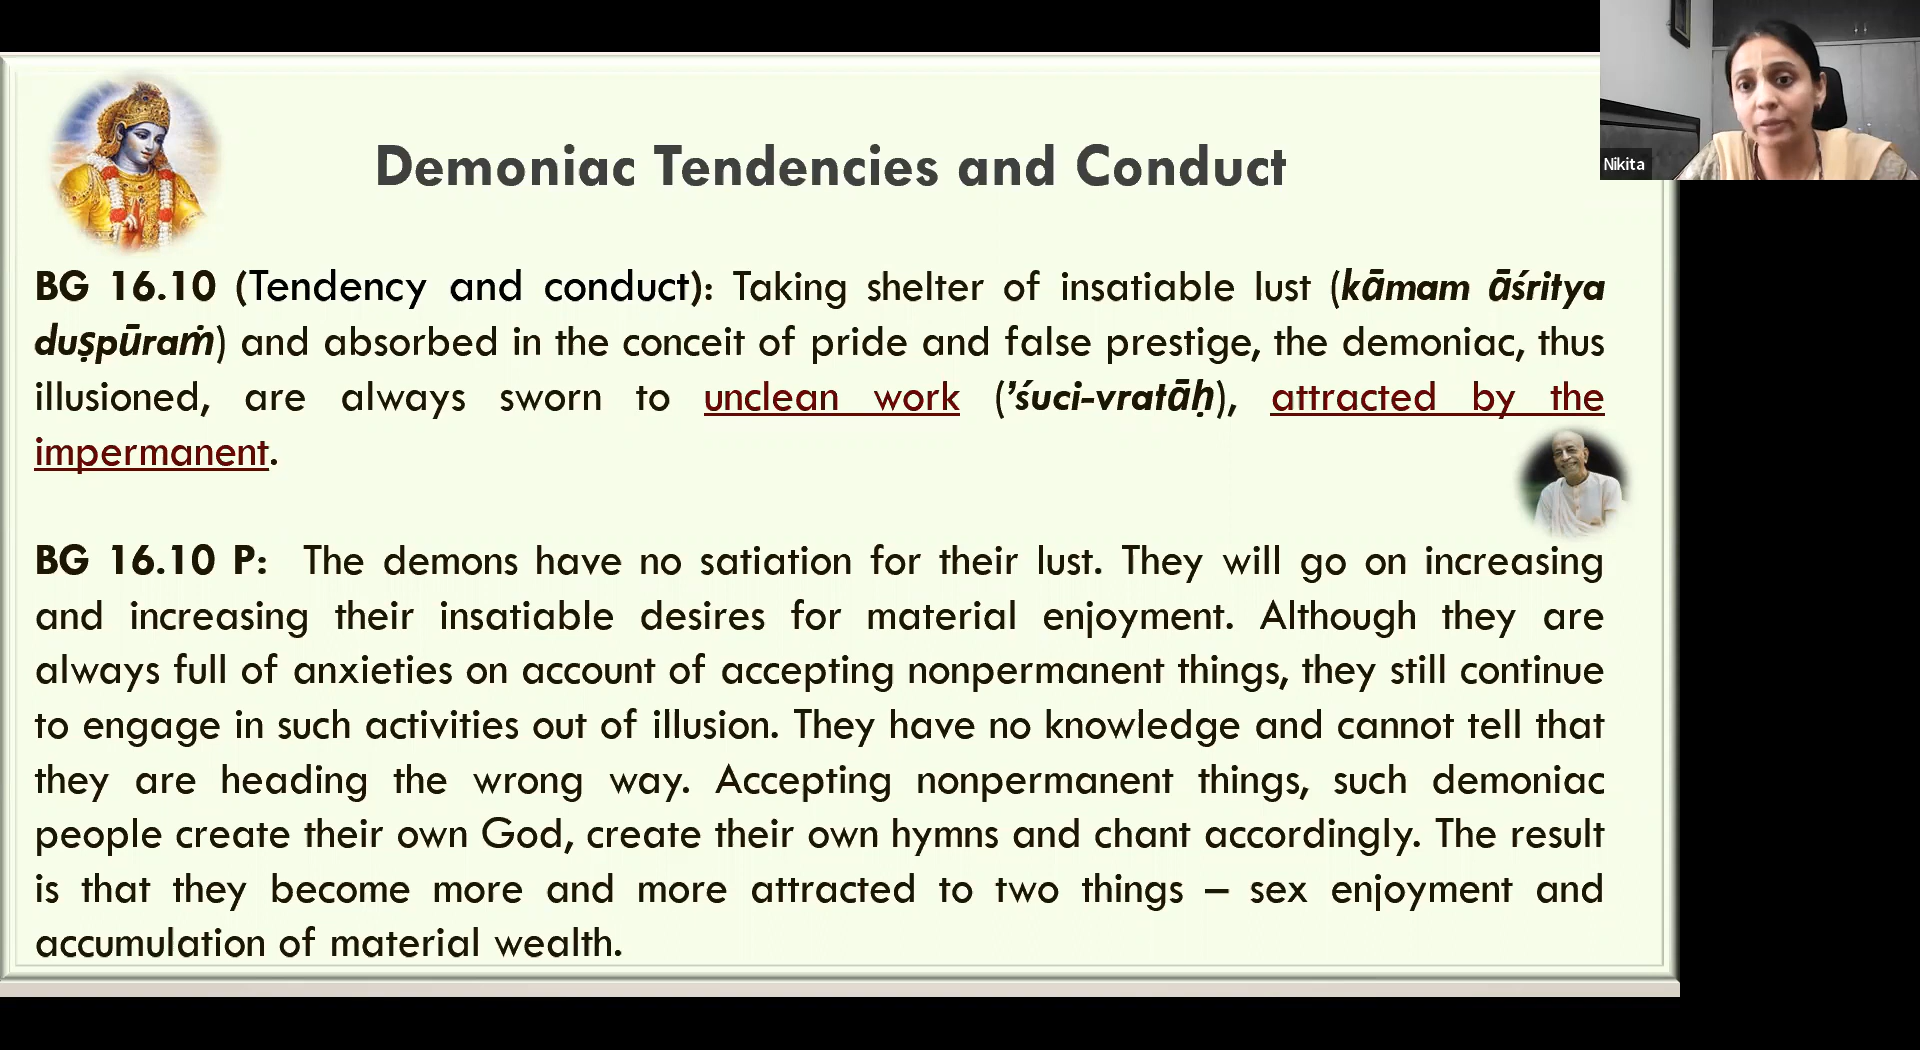 Nikita
Demoniac Tendencies and Conduct
BG 16.10 (Tendency and conduct): Taking shelter of insatiable lust (kāmam āśritya
duṣpūraṁ) and absorbed in the conceit of pride and false prestige, the demoniac, thus
illusioned, are always sworn to unclean work (’śuci-vratāḥ), attracted by the
impermanent.
BG 16.10 P: The demons have no satiation for their lust. They will go on increasing
and increasing their insatiable desires for material enjoyment. Although they are
always full of anxieties on account of accepting nonpermanent things, they still continue
to engage in such activities out of illusion. They have no knowledge and cannot tell that
they are heading the wrong way. Accepting nonpermanent things, such demoniac
people create their own God, create their own hymns and chant accordingly. The result
is that they become more and more attracted to two things – sex enjoyment and
accumulation of material wealth.